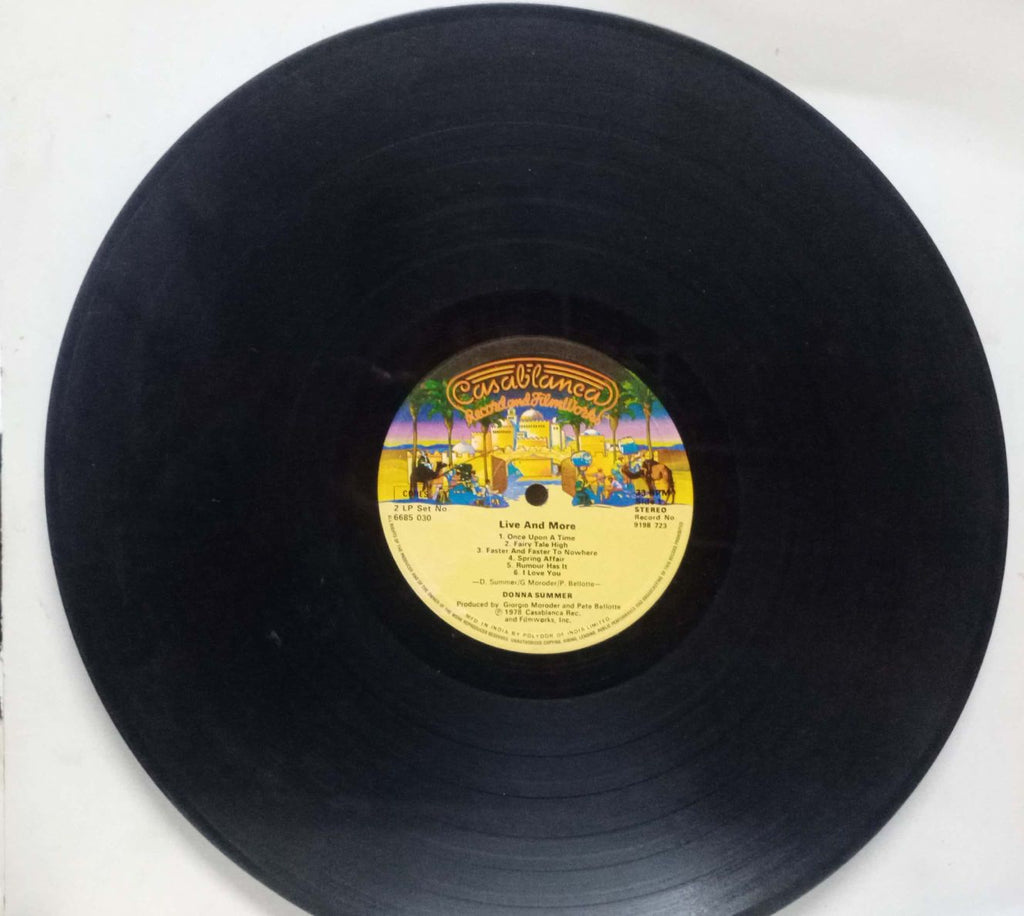 Casablanca
Record and FilmWorks
2 LP Set No
6685 030
STEREO
Record No
9198 723
Live And More
1. Once Upon A Time
2. Fairy Tale High
3. Faster And Faster To Nowhere
4. Spring Affair
5. Rumour Has It
6. I Love You
—D. Summer/G Moroder/P. Bellotte—
DONNA SUMMER
Produced by Giorgio Moroder and Pete Bellotte
℗ 1978 Casablanca Rec.
and Filmworks, Inc.
MFD. IN INDIA BY POLYDOR OF INDIA LIMITED.